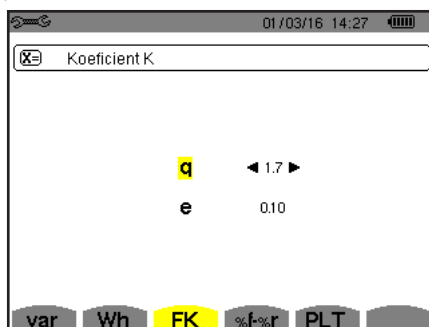 01/03/16 14:27
X= Koeficient K
q ◄ 1.7 ►
e 0.10
var Wh FK %f-%r PLT